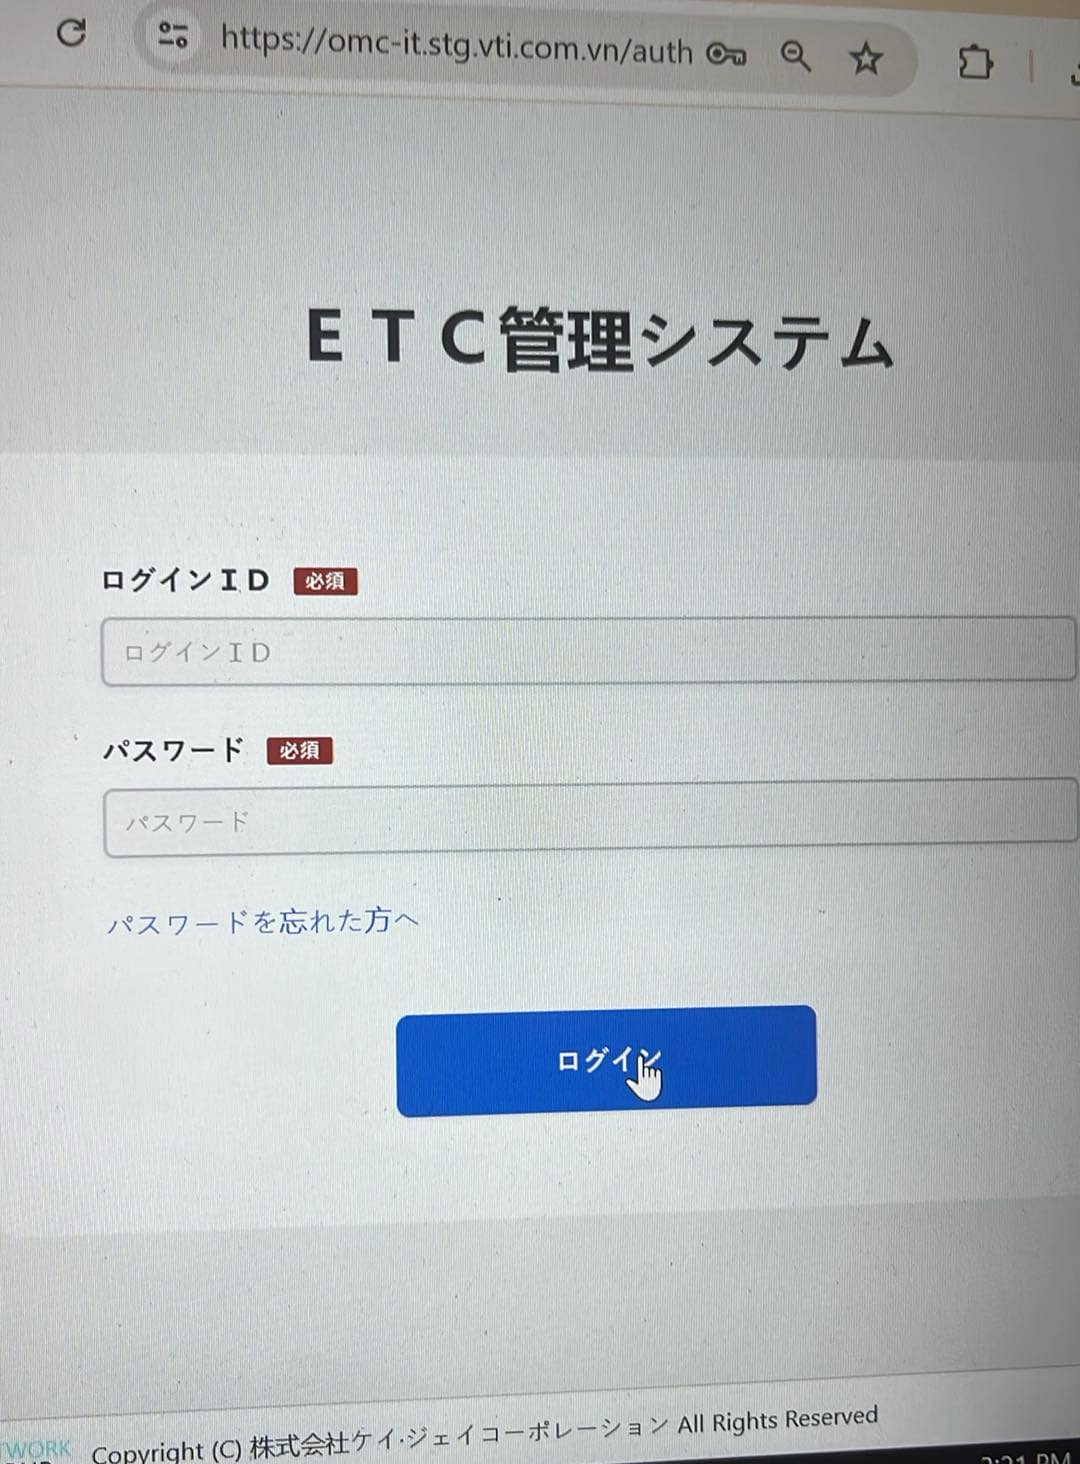 https://omc-it.stg.vti.com.vn/auth
ＥＴＣ管理システム
ログインＩＤ 必須
ログインＩＤ
パスワード 必須
パスワード
パスワードを忘れた方へ
ログイン
Copyright (C) 株式会社ケイ･ジェイコーポレーション All Rights Reserved